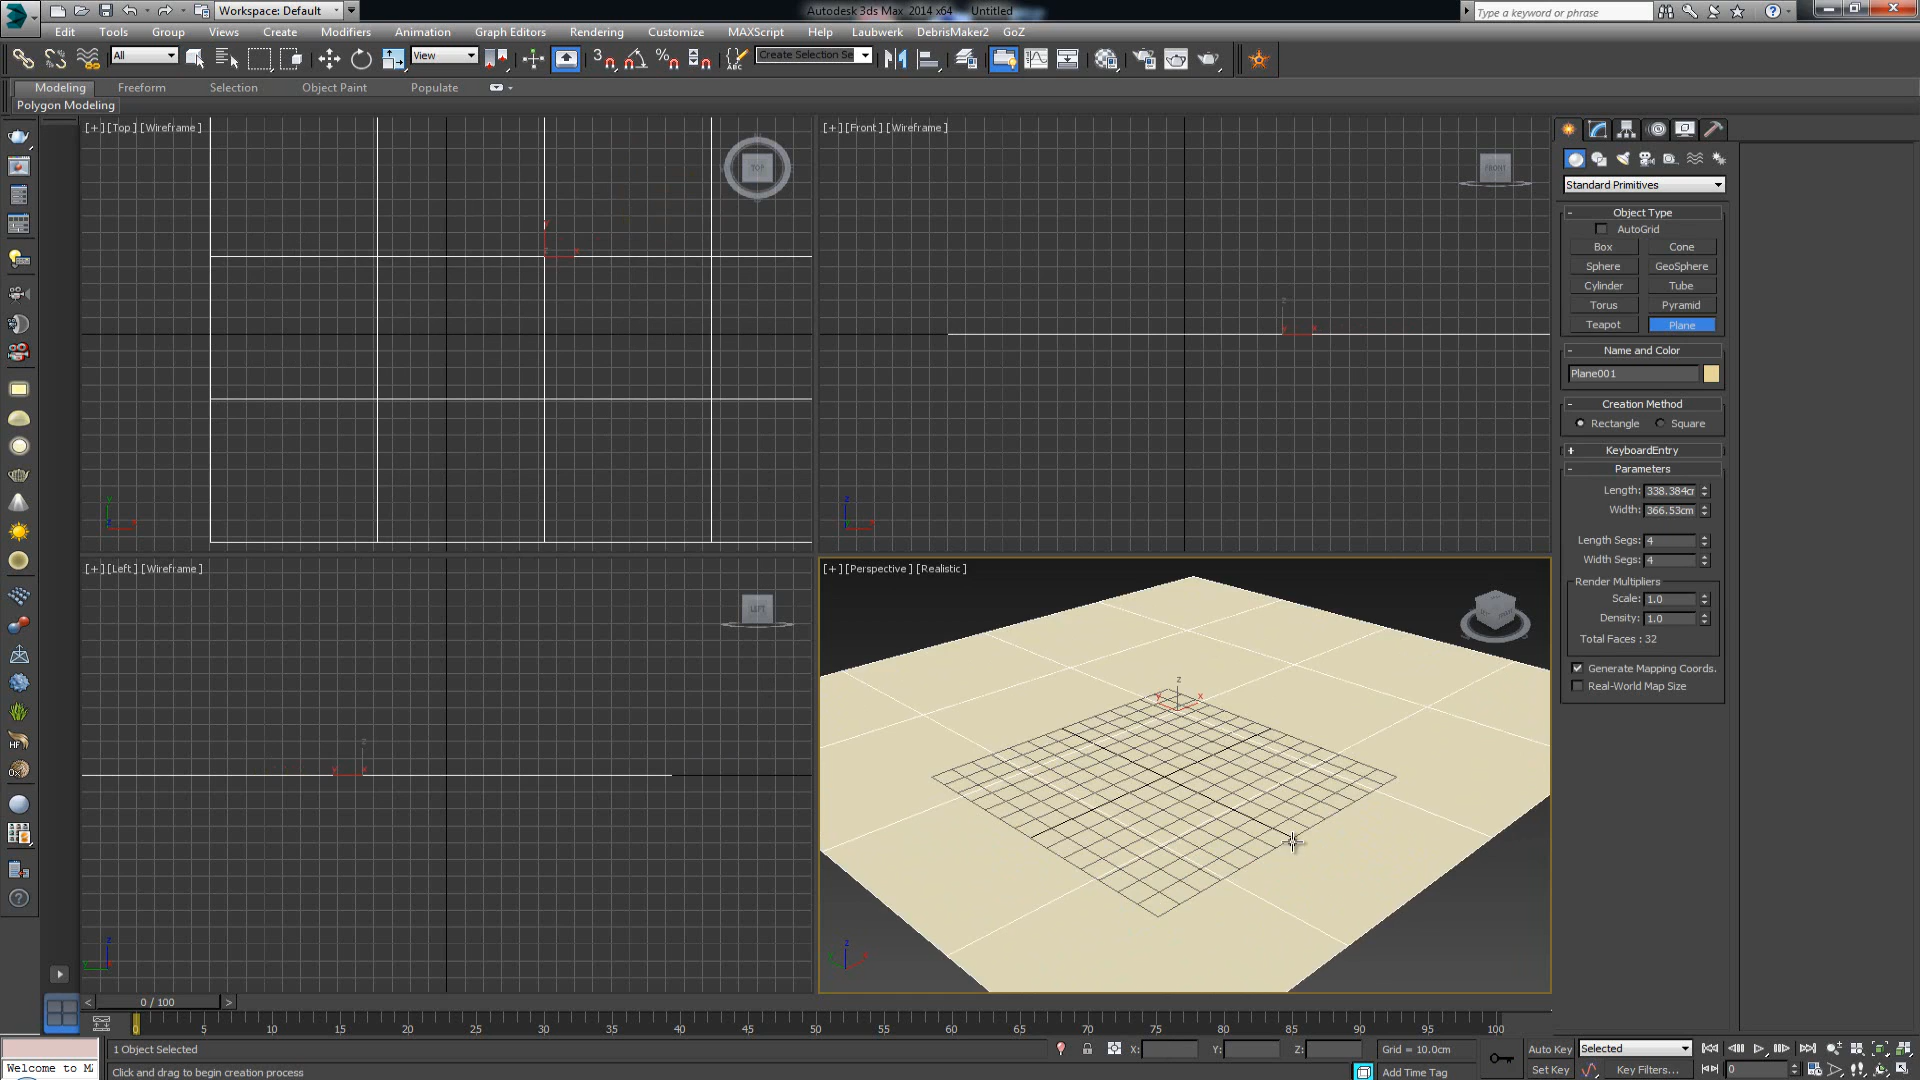 Workspace: Default
Autodesk 3ds Max  2014 x64    Untitled
Type a keyword or phrase
Edit Tools Group Views Create Modifiers Animation Graph Editors Rendering Customize MAXScript Help Laubwerk DebrisMaker2 GoZ
All
View
Create Selection Se
Modeling Freeform Selection Object Paint Populate
Polygon Modeling
[+] [Top] [Wireframe]
TOP
[+] [Front] [Wireframe]
FRONT
[+] [Left] [Wireframe]
LEFT
[+] [Perspective] [Realistic]
Standard Primitives
- Object Type
AutoGrid
Box Cone
Sphere GeoSphere
Cylinder Tube
Torus Pyramid
Teapot Plane
- Name and Color
Plane001
- Creation Method
Rectangle Square
+ KeyboardEntry
- Parameters
Length: 338.384cr
Width: 366.53cm
Length Segs: 4
Width Segs: 4
Render Multipliers
Scale: 1.0
Density: 1.0
Total Faces : 32
Generate Mapping Coords.
Real-World Map Size
< 0 / 100 >
0 5 10 15 20 25 30 35 40 45 50 55 60 65 70 75 80 85 90 95 100
1 Object Selected
X: Y: Z:
Grid = 10.0cm
Auto Key
Selected
Welcome to MA
Click and drag to begin creation process
Add Time Tag
Set Key
Key Filters...
0